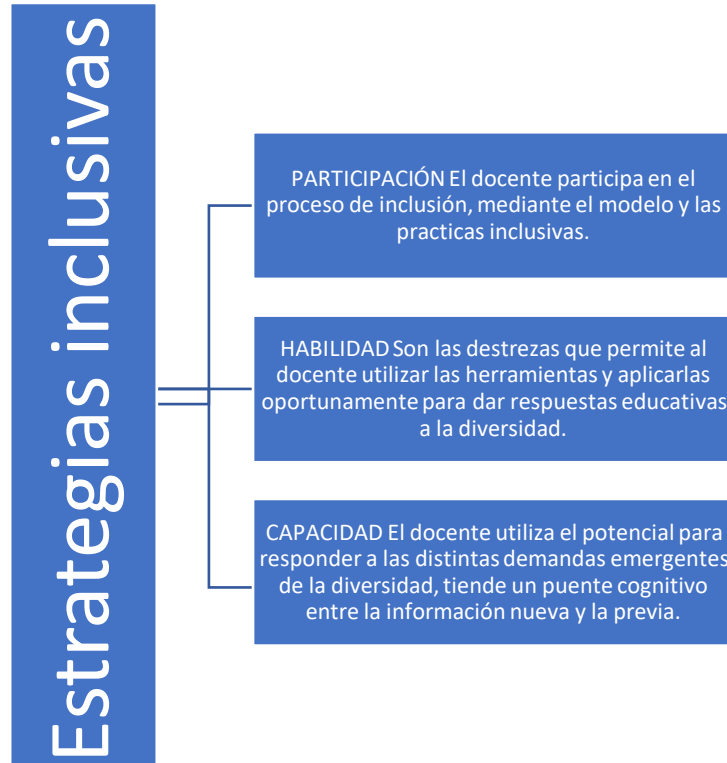 Estrategias inclusivas
PARTICIPACIÓN El docente participa en el
proceso de inclusión, mediante el modelo y las
practicas inclusivas.
HABILIDAD Son las destrezas que permite al
docente utilizar las herramientas y aplicarlas
oportunamente para dar respuestas educativas
a la diversidad.
CAPACIDAD El docente utiliza el potencial para
responder a las distintas demandas emergentes
de la diversidad, tiende un puente cognitivo
entre la información nueva y la previa.